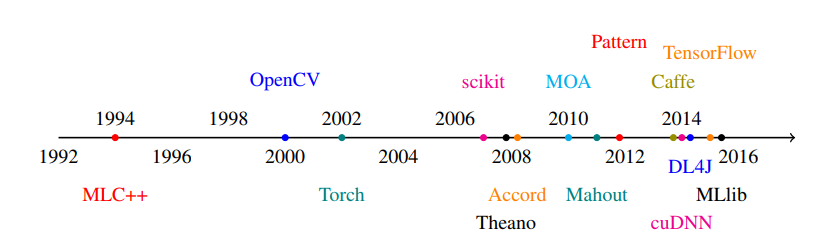 Pattern
TensorFlow
OpenCV scikit MOA Caffe
1994 1998 2002 2006 2010 2014
1992 1996 2000 2004 2008 2012 2016
DL4J
MLC++ Torch Accord Mahout MLlib
Theano cuDNN